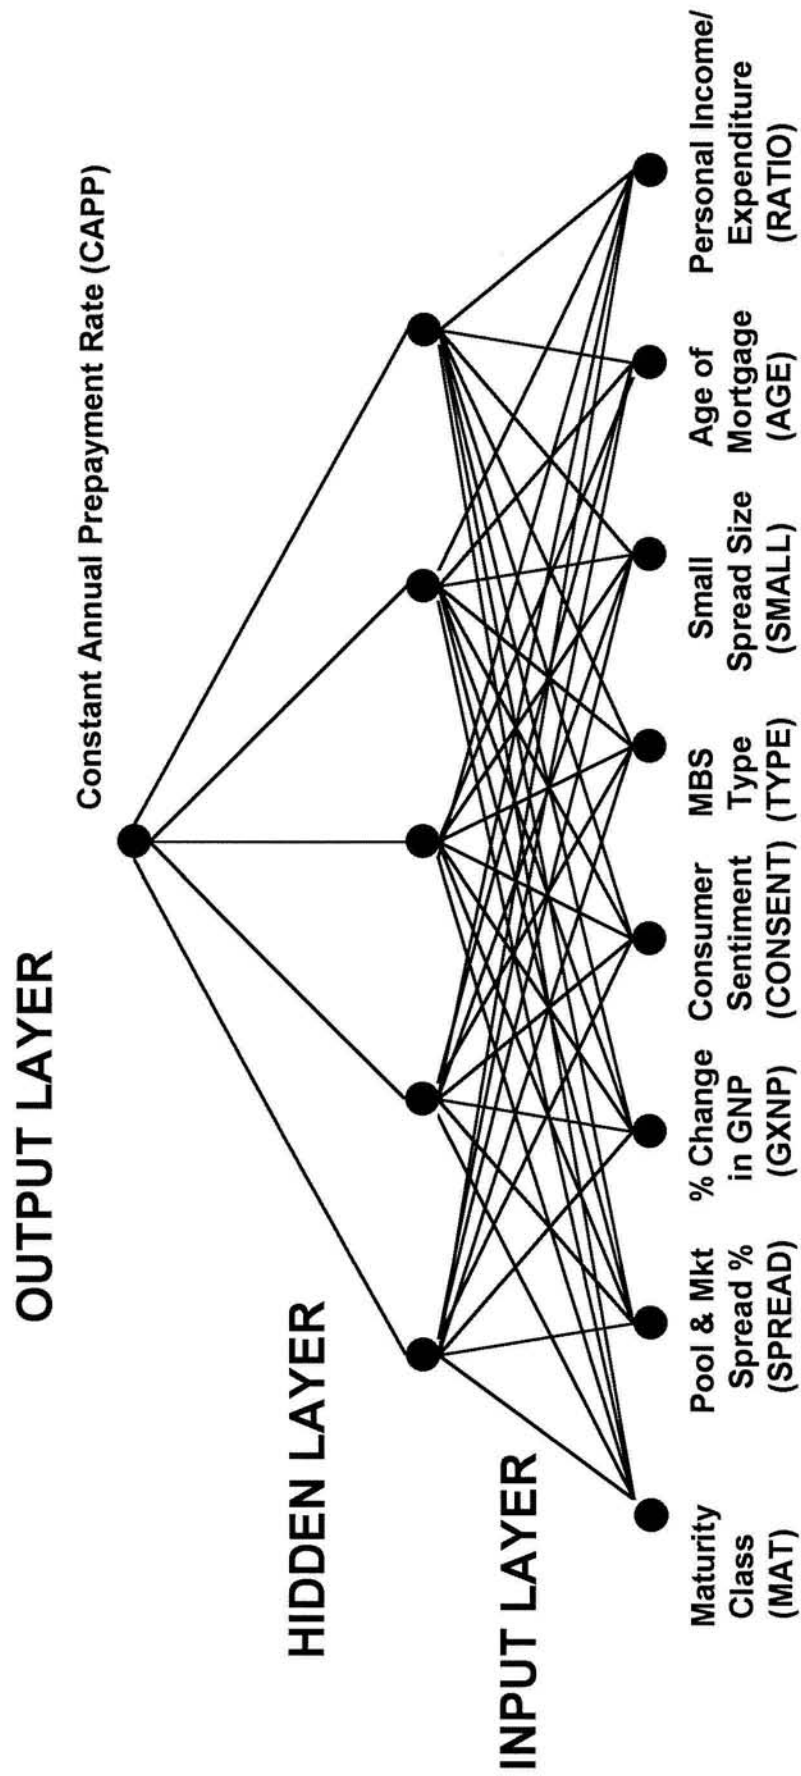 OUTPUT LAYER
Constant Annual Prepayment Rate (CAPP)
HIDDEN LAYER
INPUT LAYER
Maturity
Class
(MAT)
Pool & Mkt
Spread %
(SPREAD)
% Change
in GNP
(GXNP)
Consumer
Sentiment
(CONSENT)
MBS
Type
(TYPE)
Small
Spread Size
(SMALL)
Age of
Mortgage
(AGE)
Personal Income/
Expenditure
(RATIO)